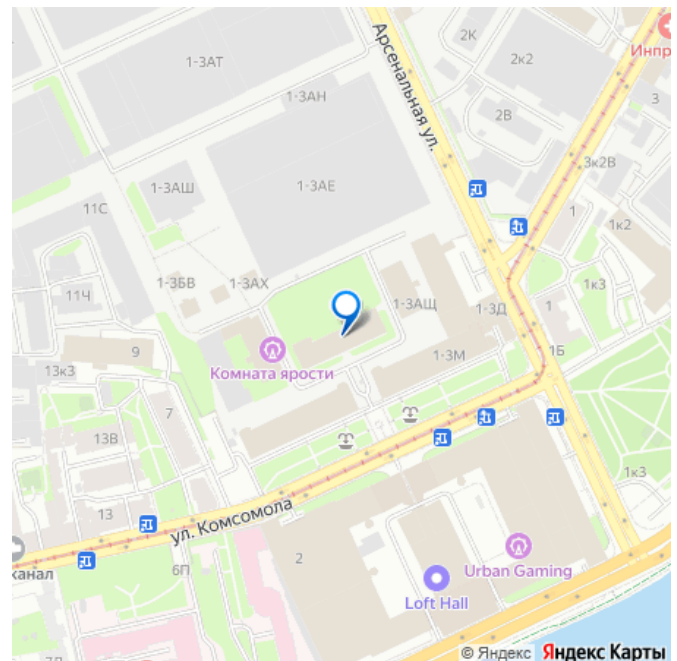 2К
2к2
Инпр
1-3АТ
Арсенальная ул.
3
1-3АН
2В
3к2В
1-3АЕ
1-3АШ
11С
1
1к2
1-3БВ
1-3АХ
1к3
11Ч
1-3АЩ
1-3Д
1
9
Комната ярости
1-3М
1Б
13к3
7
13В
1к3
13
ул. Комсомола
канал
2
6П
Urban Gaming
Loft Hall
© Яндекс Яндекс Карты